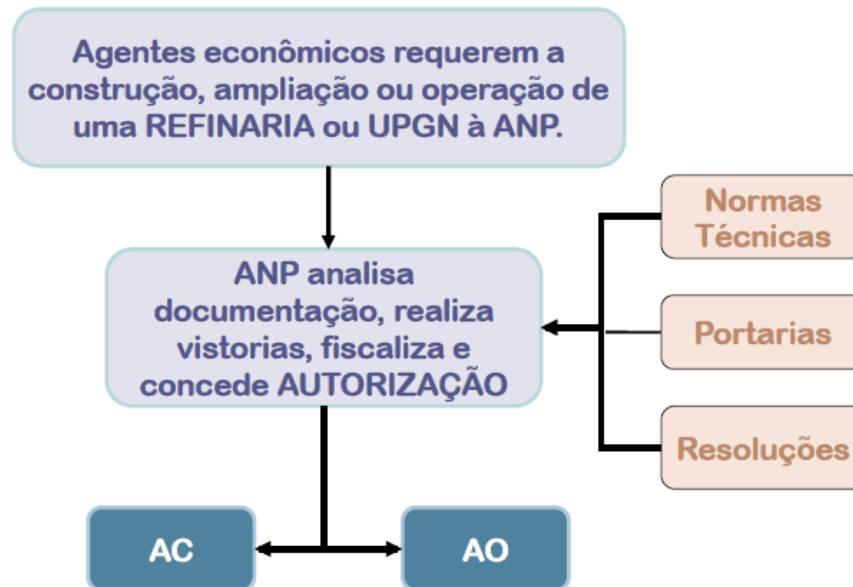 Agentes econômicos requerem a
construção, ampliação ou operação de
uma REFINARIA ou UPGN à ANP.
ANP analisa
documentação, realiza
vistorias, fiscaliza e
concede AUTORIZAÇÃO
Normas
Técnicas
Portarias
Resoluções
AC
AO